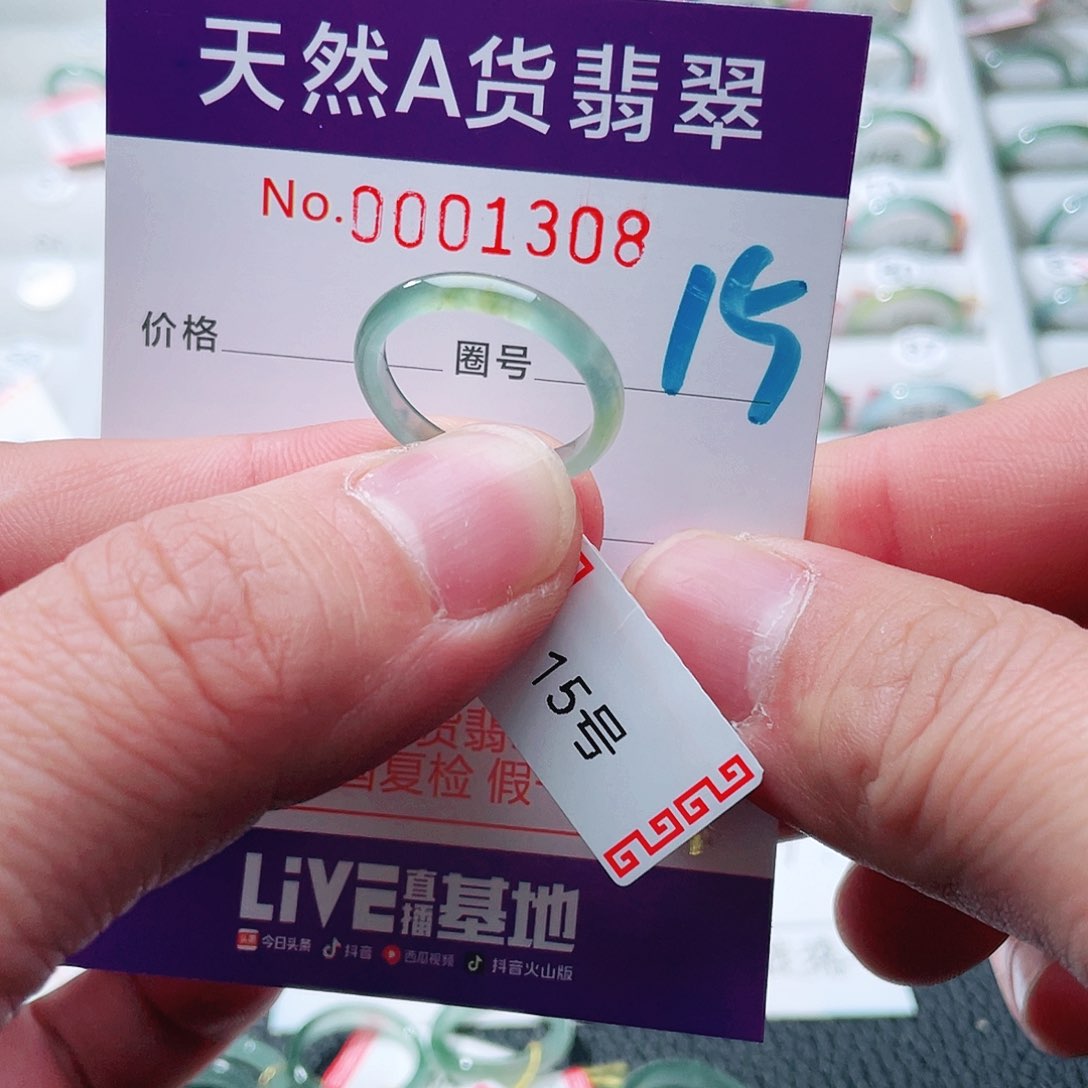 天然A货翡翠
No.0001308
价格
圈号
15
15号
货翡
复检 假
LiVE直播基地
头条 今日头条 抖音 西瓜视频 抖音火山版